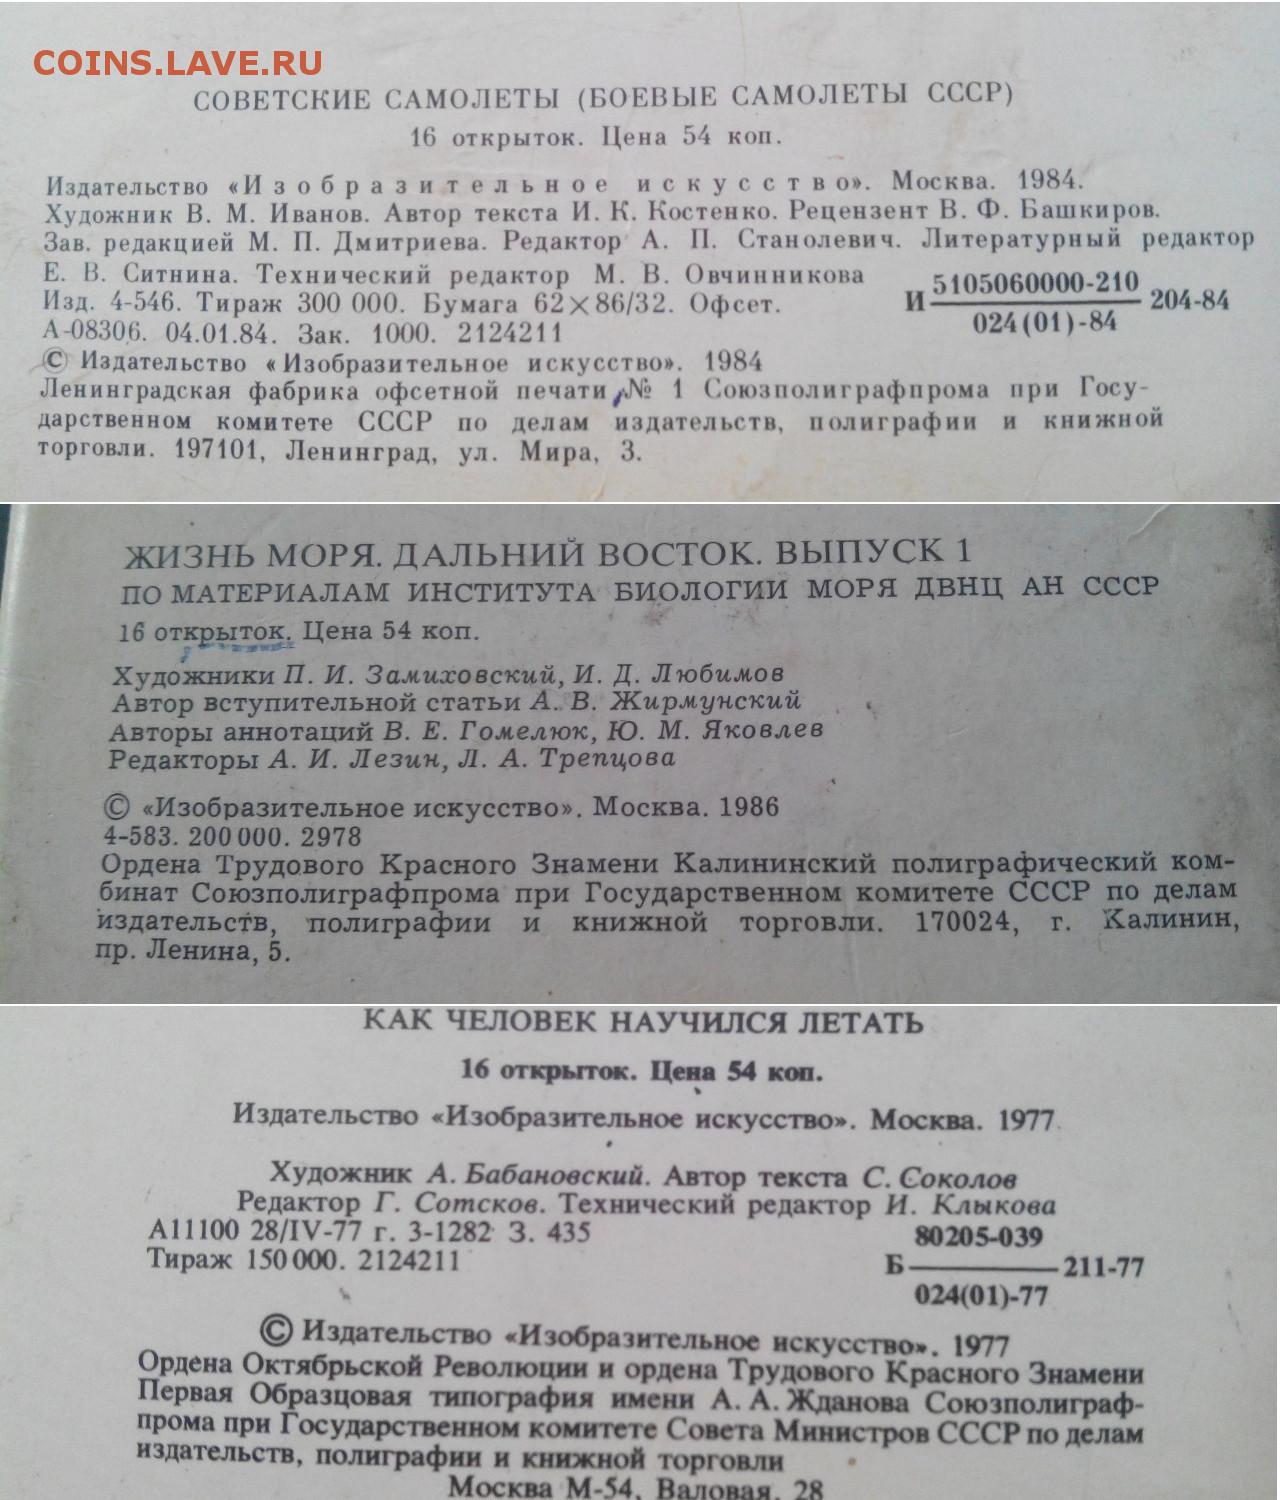 COINS.LAVE.RU
СОВЕТСКИЕ САМОЛЕТЫ (БОЕВЫЕ САМОЛЕТЫ СССР)
16 открыток. Цена 54 коп.
Издательство «Изобразительное искусство». Москва. 1984.
Художник В. М. Иванов. Автор текста И. К. Костенко. Рецензент В. Ф. Башкиров.
Зав. редакцией М. П. Дмитриева. Редактор А. П. Станолевич. Литературный редактор
Е. В. Ситнина. Технический редактор М. В. Овчинникова
Изд. 4-546. Тираж 300 000. Бумага 62×86/32. Офсет.
А-08306. 04.01.84. Зак. 1000. 2124211
5105060000-210
И 204-84
024(01)-84
© Издательство «Изобразительное искусство». 1984
Ленинградская фабрика офсетной печати № 1 Союзполиграфпрома при Госу-
дарственном комитете СССР по делам издательств, полиграфии и книжной
торговли. 197101, Ленинград, ул. Мира, 3.
ЖИЗНЬ МОРЯ. ДАЛЬНИЙ ВОСТОК. ВЫПУСК 1
ПО МАТЕРИАЛАМ ИНСТИТУТА БИОЛОГИИ МОРЯ ДВНЦ АН СССР
16 открыток. Цена 54 коп.
Художники П. И. Замиховский, И. Д. Любимов
Автор вступительной статьи А. В. Жирмунский
Авторы аннотаций В. Е. Гомелюк, Ю. М. Яковлев
Редакторы А. И. Лезин, Л. А. Трепцова
© «Изобразительное искусство». Москва. 1986
4-583. 200 000. 2978
Ордена Трудового Красного Знамени Калининский полиграфический ком-
бинат Союзполиграфпрома при Государственном комитете СССР по делам
издательств, полиграфии и книжной торговли. 170024, г. Калинин,
пр. Ленина, 5.
КАК ЧЕЛОВЕК НАУЧИЛСЯ ЛЕТАТЬ
16 открыток. Цена 54 коп.
Издательство «Изобразительное искусство». Москва. 1977
Художник А. Бабановский. Автор текста С. Соколов
Редактор Г. Сотсков. Технический редактор И. Клыкова
А11100 28/IV-77 г. 3-1282 З. 435
Тираж 150 000. 2124211
80205-039
Б 211-77
024(01)-77
© Издательство «Изобразительное искусство». 1977
Ордена Октябрьской Революции и ордена Трудового Красного Знамени
Первая Образцовая типография имени А. А. Жданова Союзполиграф-
прома при Государственном комитете Совета Министров СССР по делам
издательств, полиграфии и книжной торговли
Москва М-54, Валовая, 28